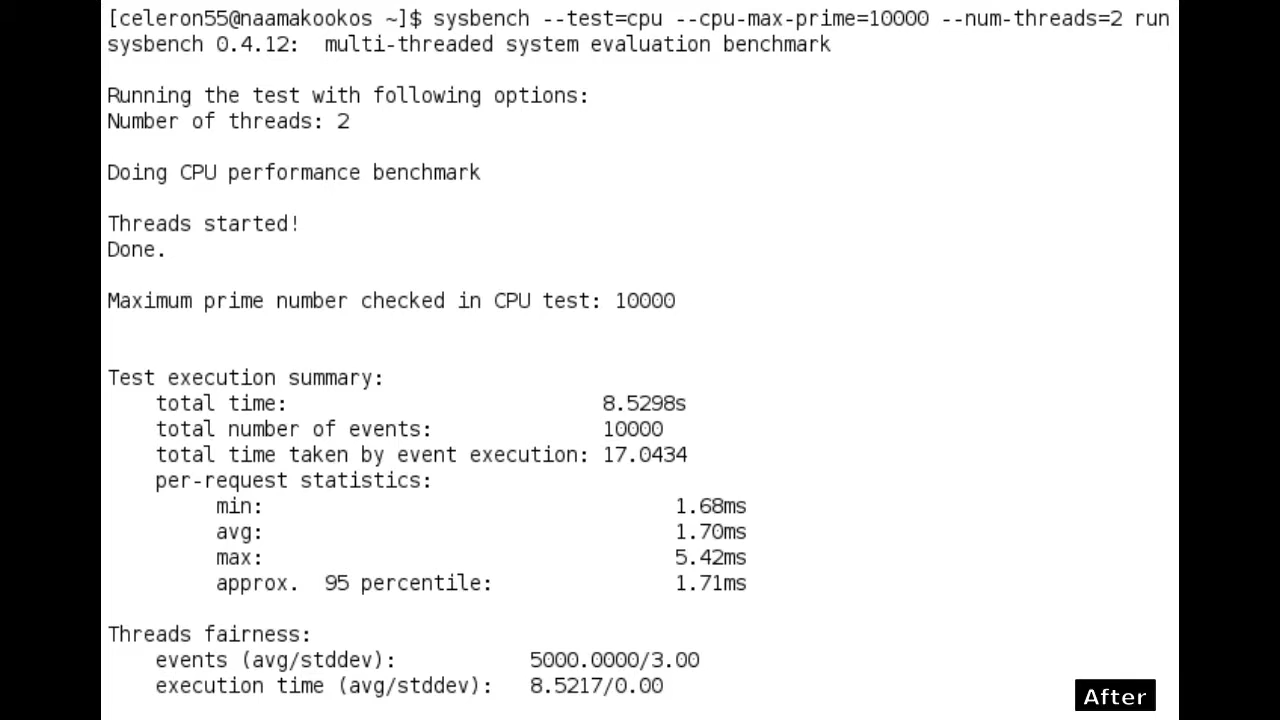 [celeron55@naamakookos ~]$ sysbench --test=cpu --cpu-max-prime=10000 --num-threads=2 run
sysbench 0.4.12:  multi-threaded system evaluation benchmark
Running the test with following options:
Number of threads: 2
Doing CPU performance benchmark
Threads started!
Done.
Maximum prime number checked in CPU test: 10000
Test execution summary:
total time: 8.5298s
total number of events: 10000
total time taken by event execution: 17.0434
per-request statistics:
min: 1.68ms
avg: 1.70ms
max: 5.42ms
approx.  95 percentile: 1.71ms
Threads fairness:
events (avg/stddev): 5000.0000/3.00
execution time (avg/stddev): 8.5217/0.00
After